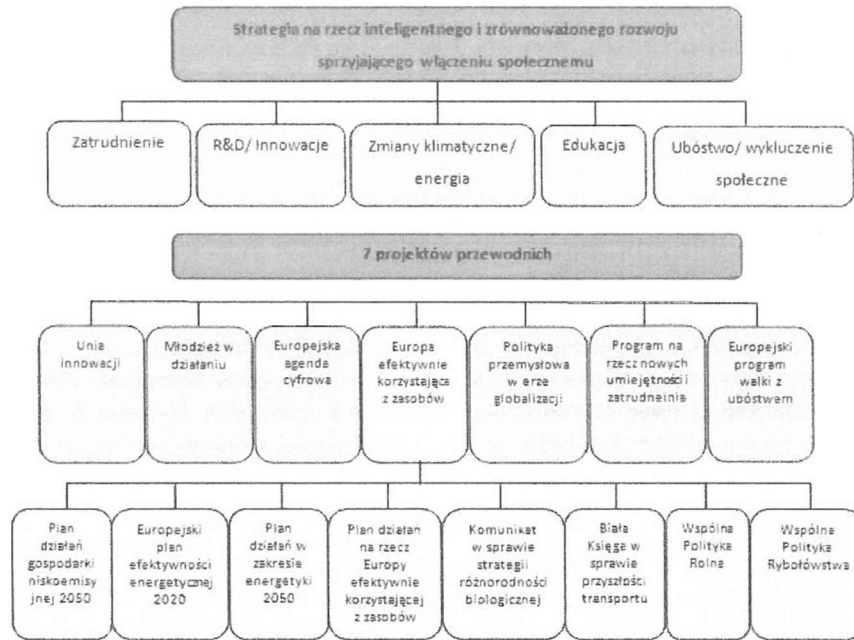 Strategia na rzecz inteligentnego i zrównoważonego rozwoju
sprzyjającego włączeniu społecznemu
Zatrudnienie
R&D/ Innowacje
Zmiany klimatyczne/
energia
Edukacja
Ubóstwo/ wykluczenie
społeczne
7 projektów przewodnich
Unia
innowacji
Młodzież w
działaniu
Europejska
agenda
cyfrowa
Europa
efektywnie
korzystająca
z zasobów
Polityka
przemysłowa
w erze
globalizacji
Program na
rzecz nowych
umiejętności i
zatrudneinia
Europejski
program
walki z
ubóstwem
Plan
działań
gospodarki
niskoemisy
jnej 2050
Europejski
plan
efektywności
energetycznej
2020
Plan
działań w
zakresie
energetyki
2050
Plan działań
na rzecz
Europy
efektywnie
korzystającej
z zasobów
Komunikat
w sprawie
strategii
różnorodności
biologicznej
Biała
Księga w
sprawie
przyszłości
transportu
Wspólna
Polityka
Rolna
Wspólna
Polityka
Rybołówstwa